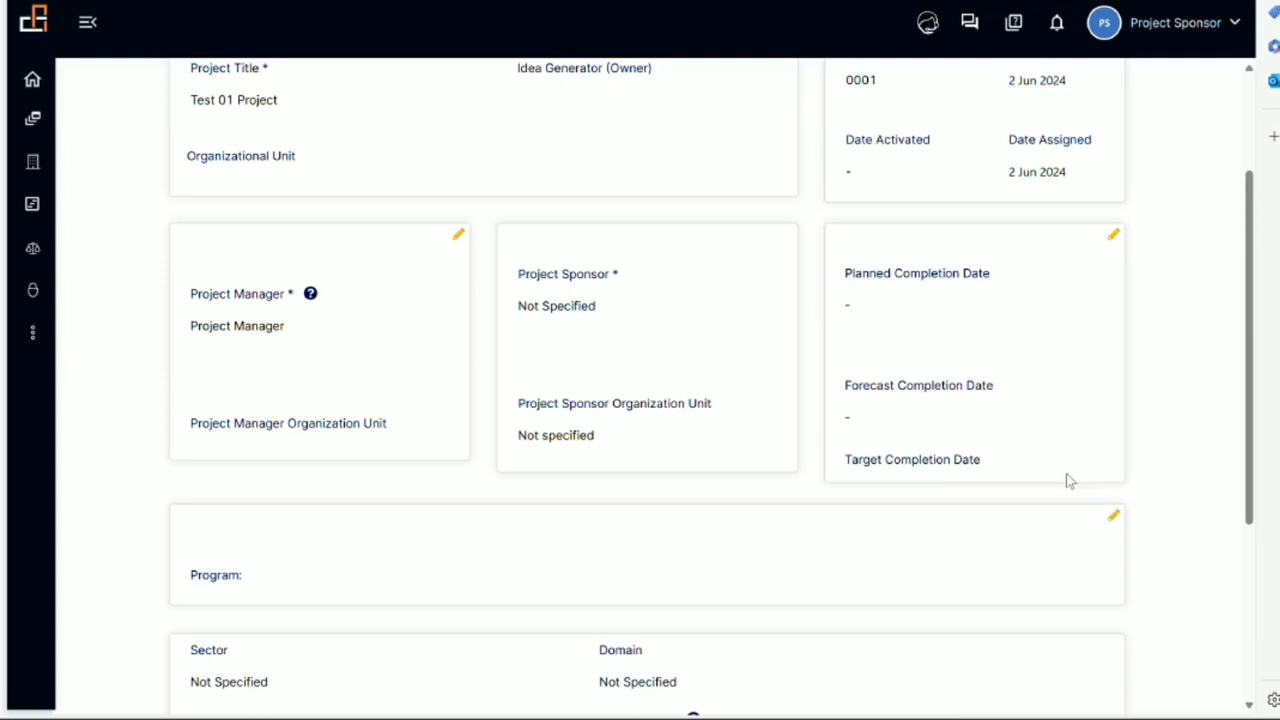 PS Project Sponsor
Project Title * Idea Generator (Owner)
Test 01 Project
0001 2 Jun 2024
Organizational Unit
Date Activated Date Assigned
- 2 Jun 2024
Project Manager *
Project Manager
Project Manager Organization Unit
Project Sponsor *
Not Specified
Project Sponsor Organization Unit
Not specified
Planned Completion Date
-
Forecast Completion Date
-
Target Completion Date
Program:
Sector Domain
Not Specified Not Specified